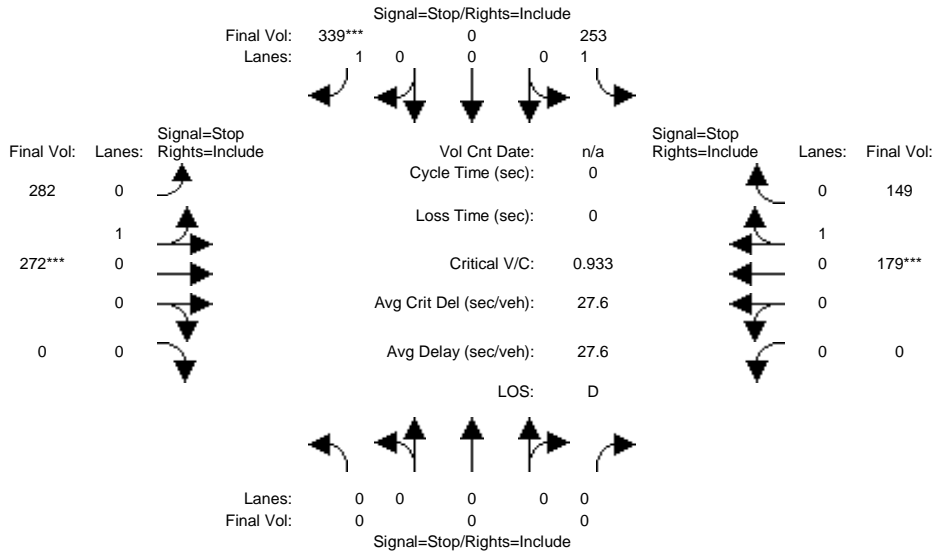 Signal=Stop/Rights=Include
Final Vol: 339*** 0 253
Lanes: 1 0 0 0 1
Signal=Stop Signal=Stop
Final Vol: Lanes: Rights=Include Vol Cnt Date: n/a Rights=Include Lanes: Final Vol:
Cycle Time (sec): 0
282 0 0 149
Loss Time (sec): 0
1 1
272*** 0 Critical V/C: 0.933 0 179***
0 Avg Crit Del (sec/veh): 27.6 0
0 0 Avg Delay (sec/veh): 27.6 0 0
LOS: D
Lanes: 0 0 0 0 0
Final Vol: 0 0 0
Signal=Stop/Rights=Include